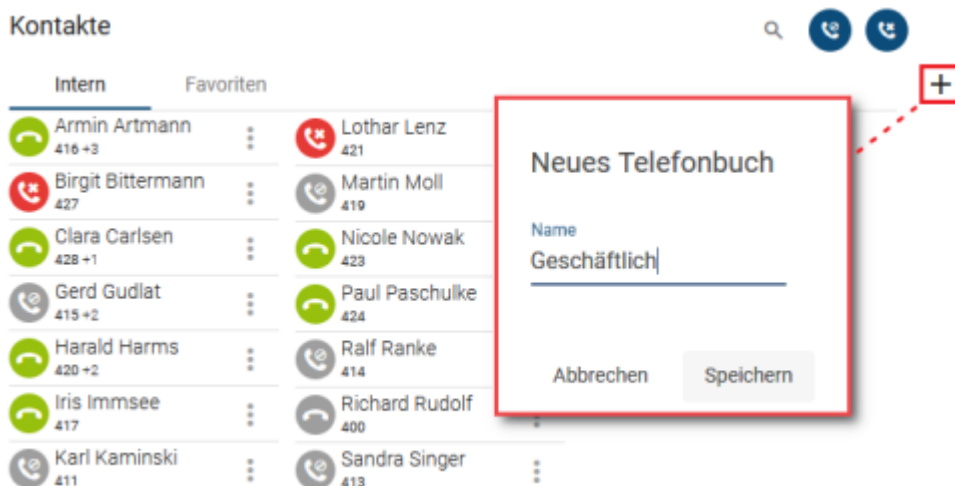 Kontakte
Intern Favoriten
Armin Artmann
416 +3
Birgit Bittermann
427
Clara Carlsen
428 +1
Gerd Gudlat
415 +2
Harald Harms
420 +2
Iris Immsee
417
Karl Kaminski
411
Lothar Lenz
421
Martin Moll
419
Nicole Nowak
423
Paul Paschulke
424
Ralf Ranke
414
Richard Rudolf
400
Sandra Singer
413
Neues Telefonbuch
Name
Geschäftlich
Abbrechen Speichern